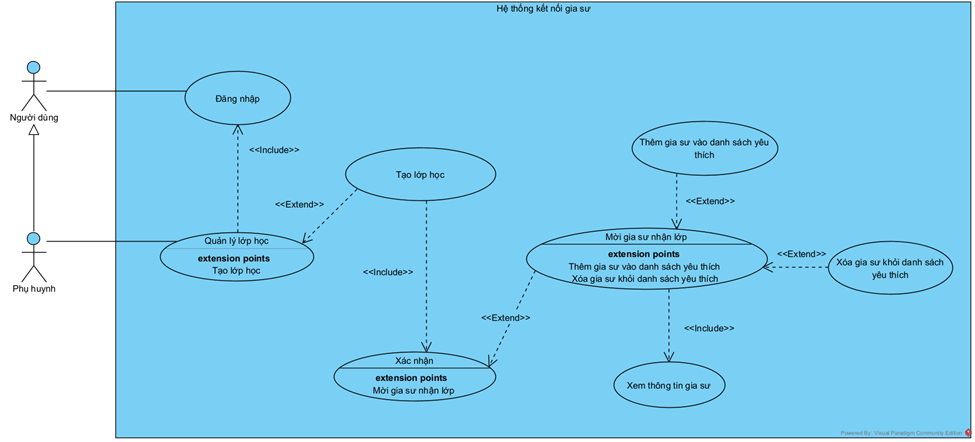 Hệ thống kết nối gia sư
Người dùng
Đăng nhập
<<Include>>
Tạo lớp học
Thêm gia sư vào danh sách yêu
thích
<<Extend>>
<<Extend>>
Phụ huynh
Quản lý lớp học
extension points
Tạo lớp học
Mời gia sư nhận lớp
extension points
Thêm gia sư vào danh sách yêu thích
Xóa gia sư khỏi danh sách yêu thích
<<Extend>>
Xóa gia sư khỏi danh sách
yêu thích
<<Include>>
<<Extend>>
<<Include>>
Xác nhận
extension points
Mời gia sư nhận lớp
Xem thông tin gia sư
Powered By: Visual Paradigm Community Edition